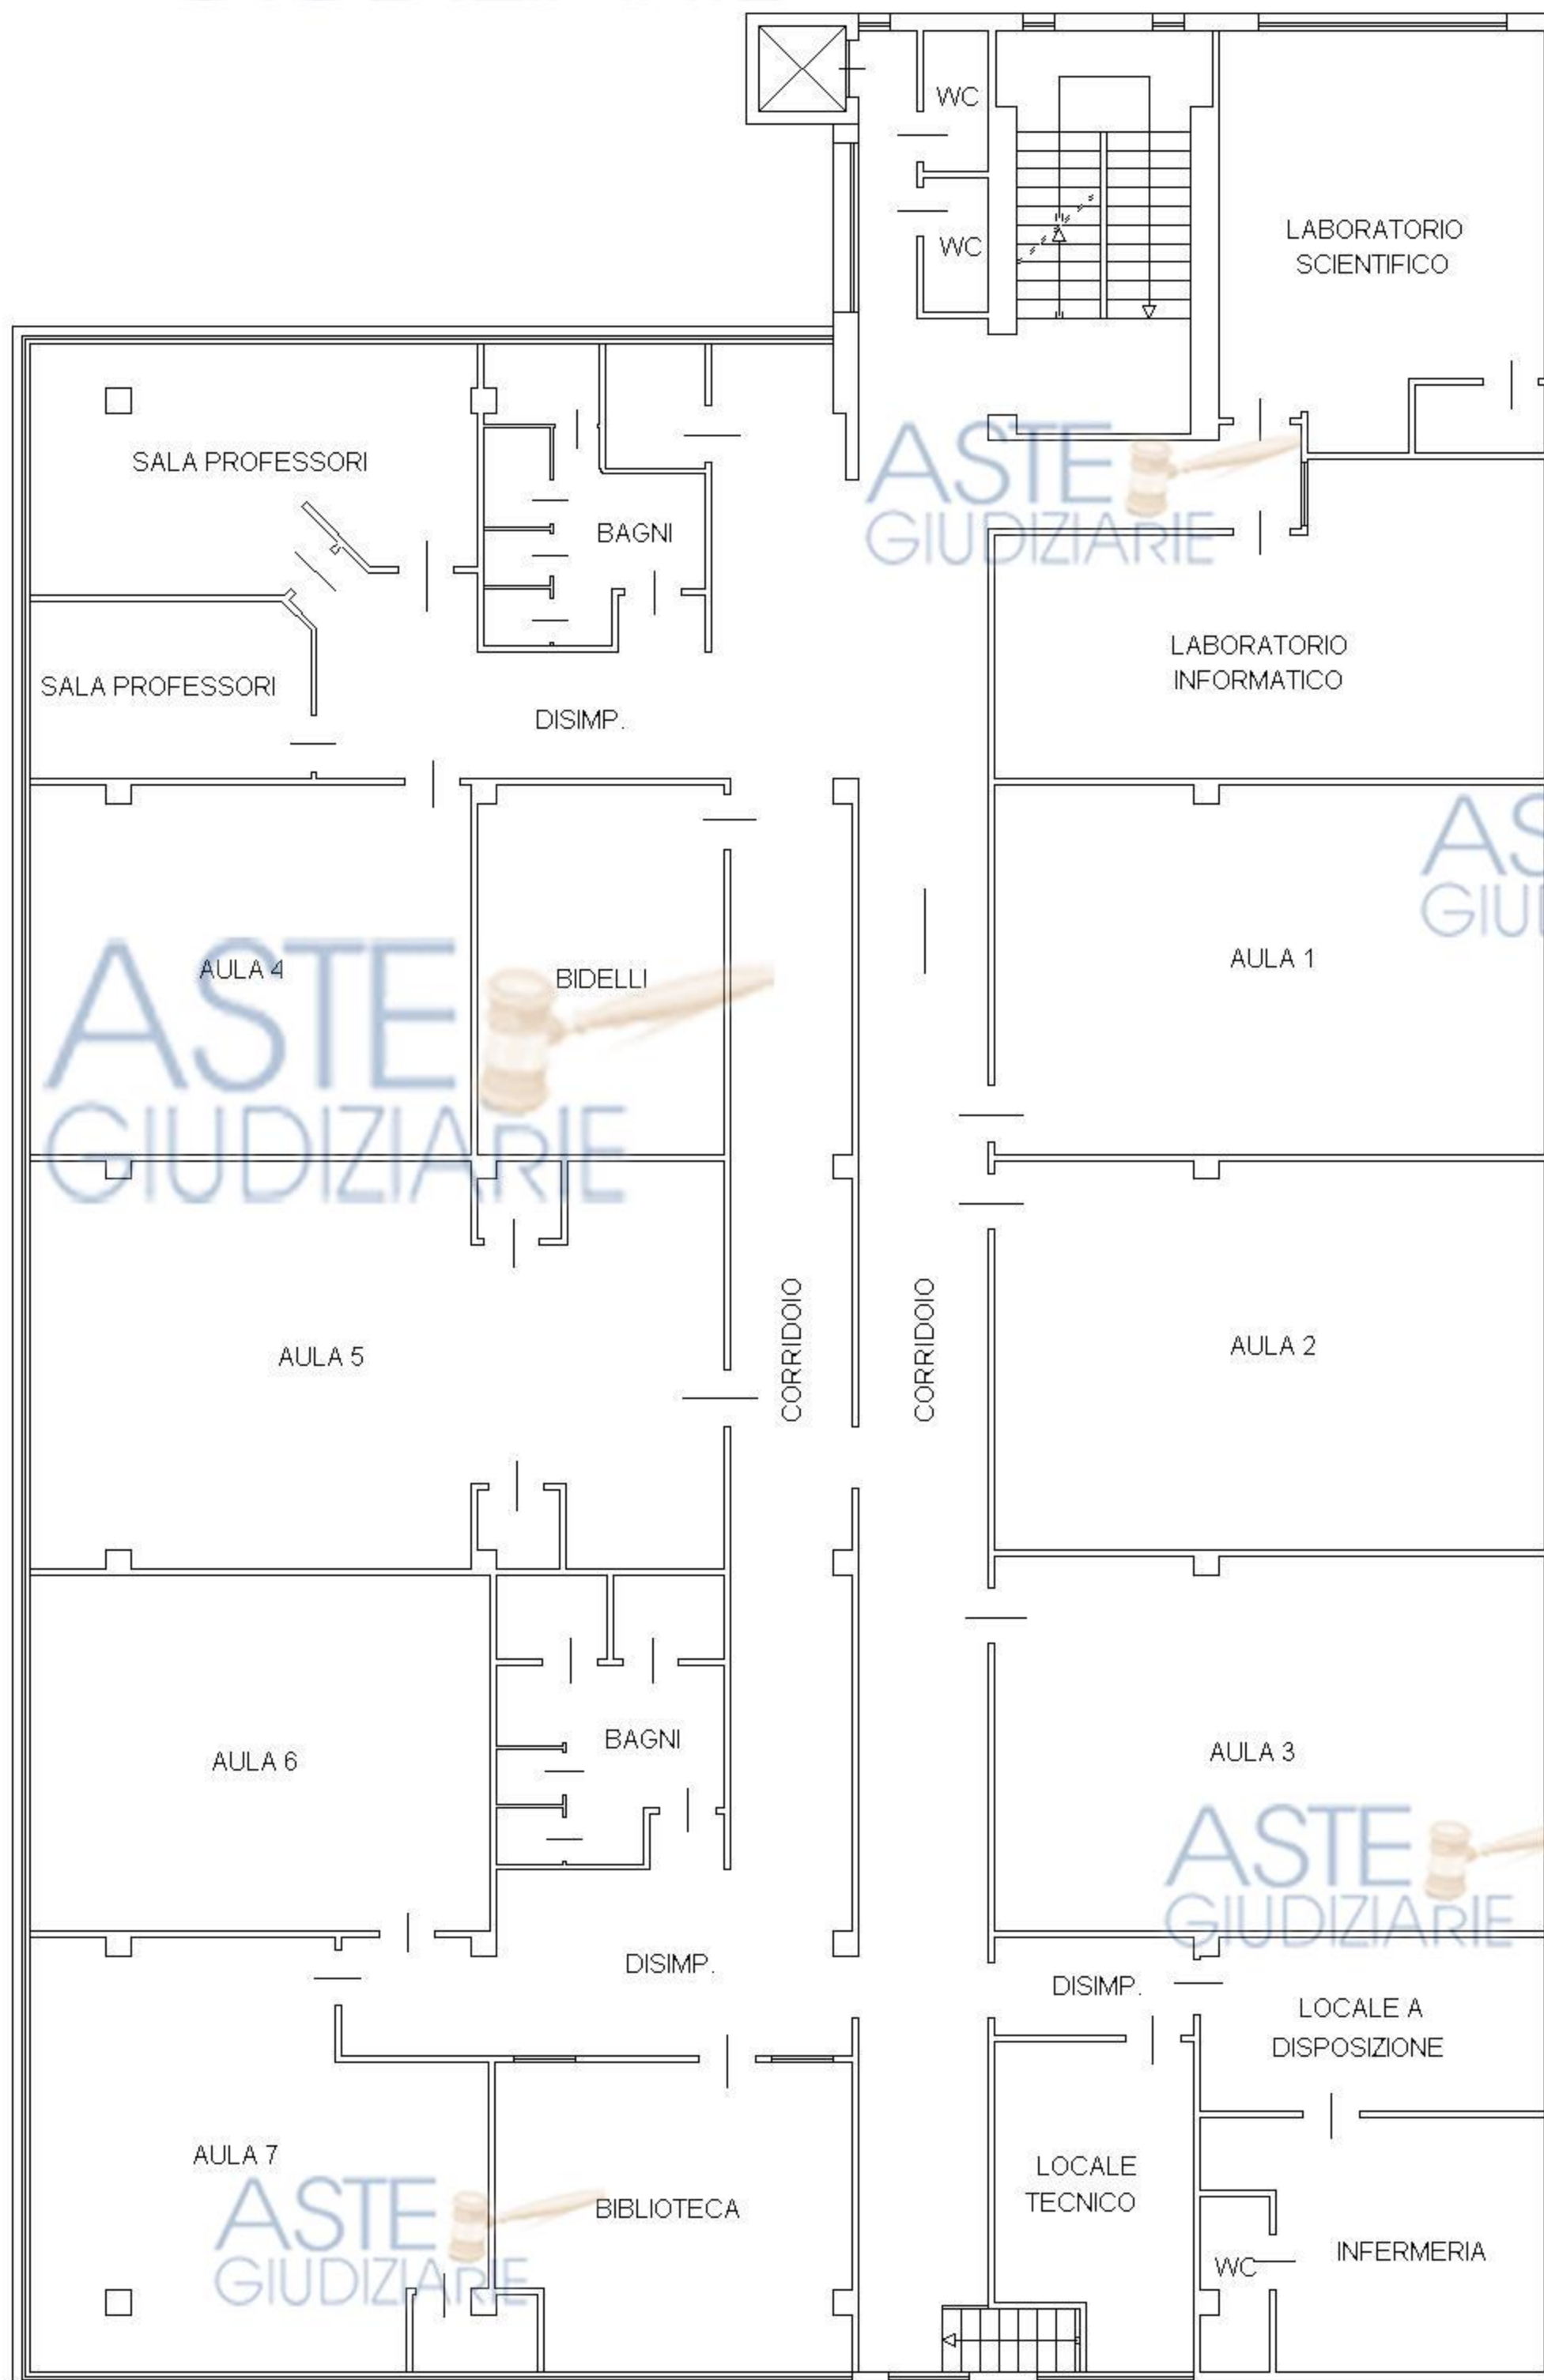 WC
WC
LABORATORIO
SCIENTIFICO
ASTE
GIUDIZIARIE
SALA PROFESSORI
BAGNI
LABORATORIO
INFORMATICO
SALA PROFESSORI
DISIMP.
AS
GIUD
AULA 4
BIDELLI
AULA 1
ASTE
GIUDIZIARIE
AULA 5
CORRIDOIO
CORRIDOIO
AULA 2
AULA 6
BAGNI
AULA 3
ASTE
GIUDIZIARIE
DISIMP.
DISIMP.
LOCALE A
DISPOSIZIONE
AULA 7
BIBLIOTECA
LOCALE
TECNICO
ASTE
GIUDIZIARIE
WC
INFERMERIA